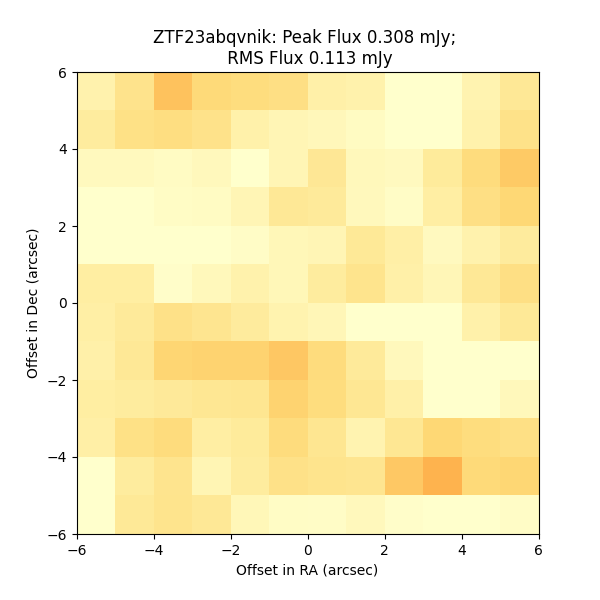 ZTF23abqvnik: Peak Flux 0.308 mJy;
RMS Flux 0.113 mJy
6
4
2
0
−2
−4
−6
Offset in Dec (arcsec)
−6 −4 −2 0 2 4 6
Offset in RA (arcsec)